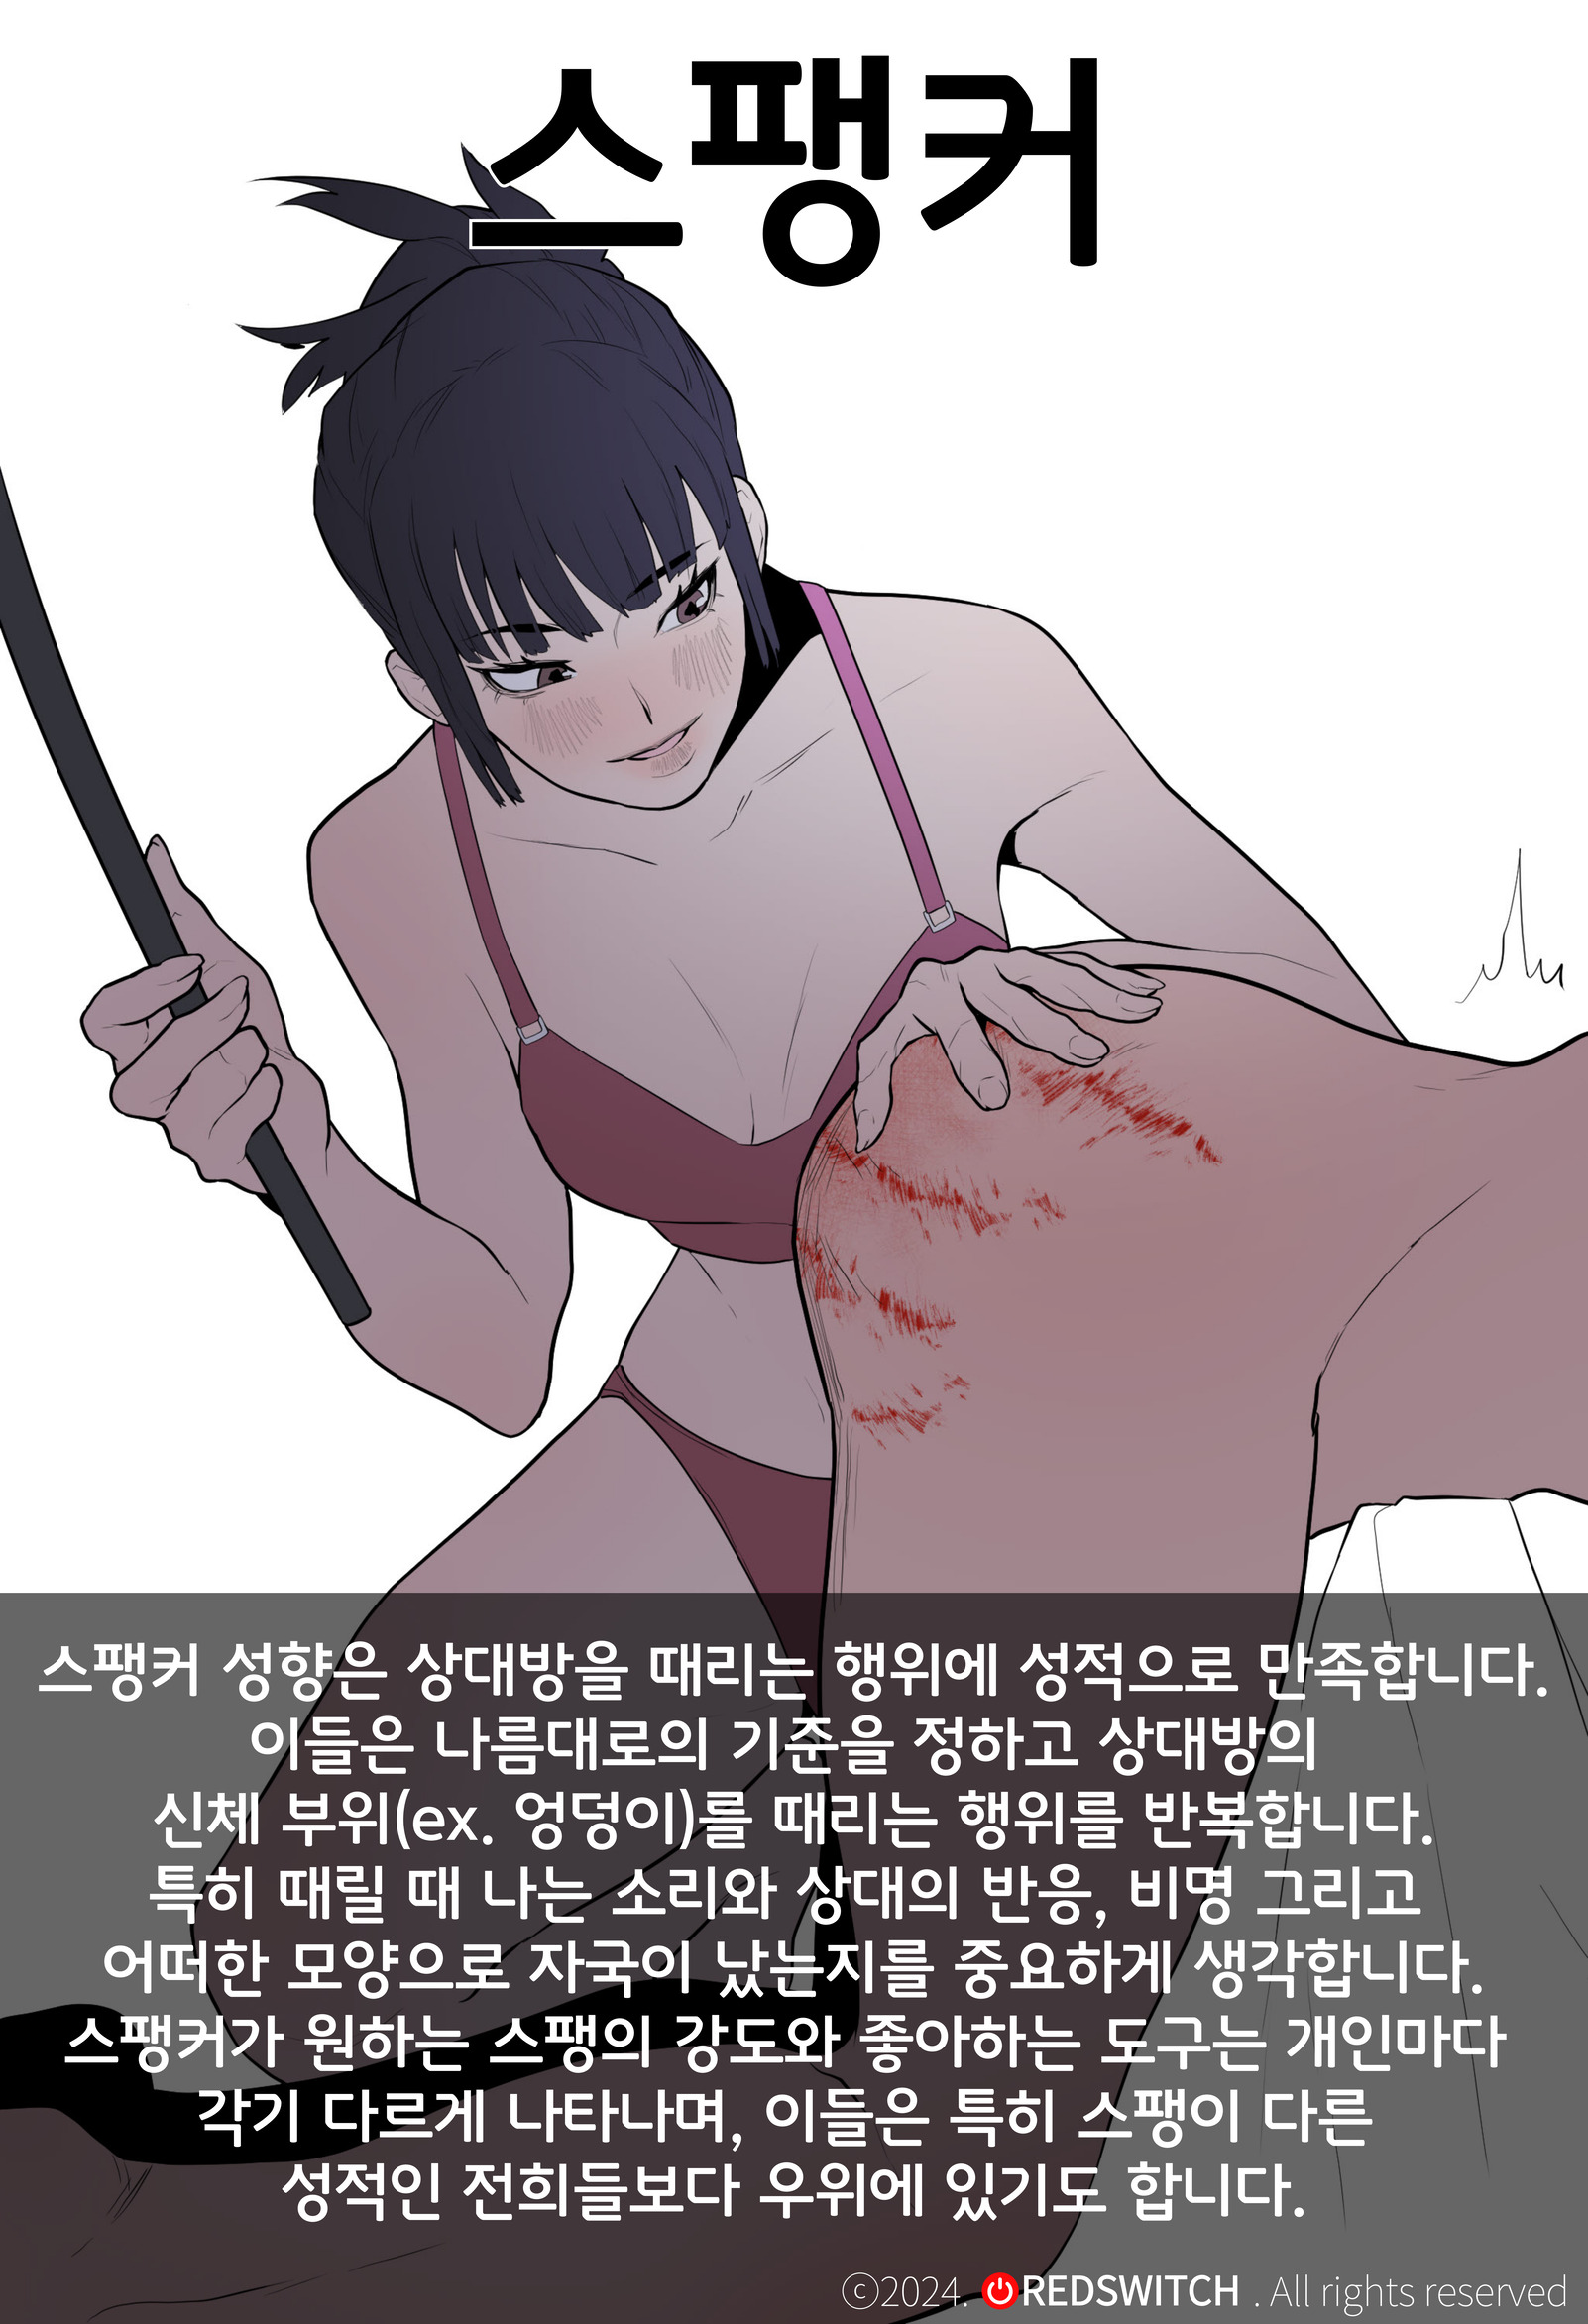 스팽커
스팽커 성향은 상대방을 때리는 행위에 성적으로 만족합니다.
이들은 나름대로의 기준을 정하고 상대방의
신체 부위(ex. 엉덩이)를 때리는 행위를 반복합니다.
특히 때릴 때 나는 소리와 상대의 반응, 비명 그리고
어떠한 모양으로 자국이 났는지를 중요하게 생각합니다.
스팽커가 원하는 스팽의 강도와 좋아하는 도구는 개인마다
각기 다르게 나타나며, 이들은 특히 스팽이 다른
성적인 전희들보다 우위에 있기도 합니다.
ⓒ2024. REDSWITCH . All rights reserved